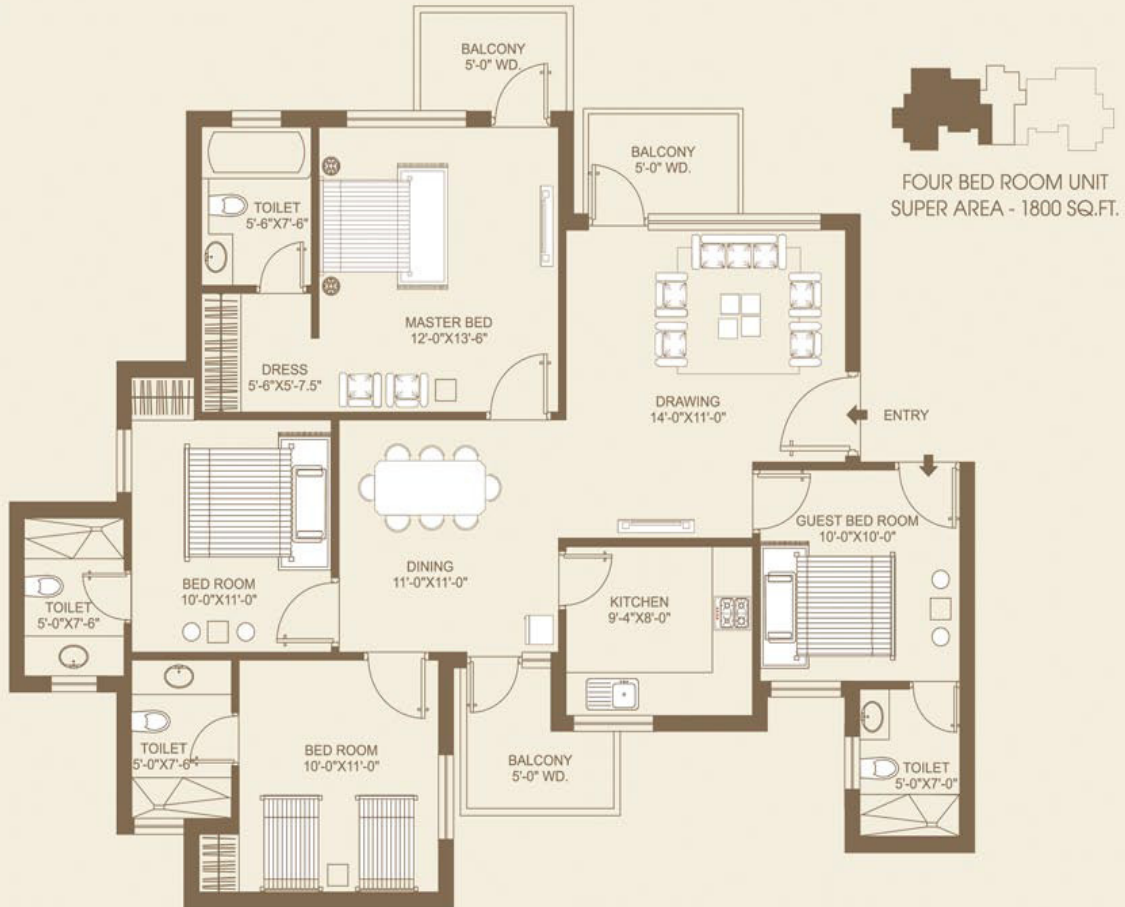 BALCONY
5'-0" WD.
BALCONY
5'-0" WD.
FOUR BED ROOM UNIT
SUPER AREA - 1800 SQ.FT.
TOILET
5'-6"X7'-6"
MASTER BED
12'-0"X13'-6"
DRESS
5'-6"X5'-7.5"
DRAWING
14'-0"X11'-0"
ENTRY
GUEST BED ROOM
10'-0"X10'-0"
DINING
11'-0"X11'-0"
BED ROOM
10'-0"X11'-0"
KITCHEN
9'-4"X8'-0"
TOILET
5'-0"X7'-6"
TOILET
5'-0"X7'-6"
BED ROOM
10'-0"X11'-0"
BALCONY
5'-0" WD.
TOILET
5'-0"X7'-0"